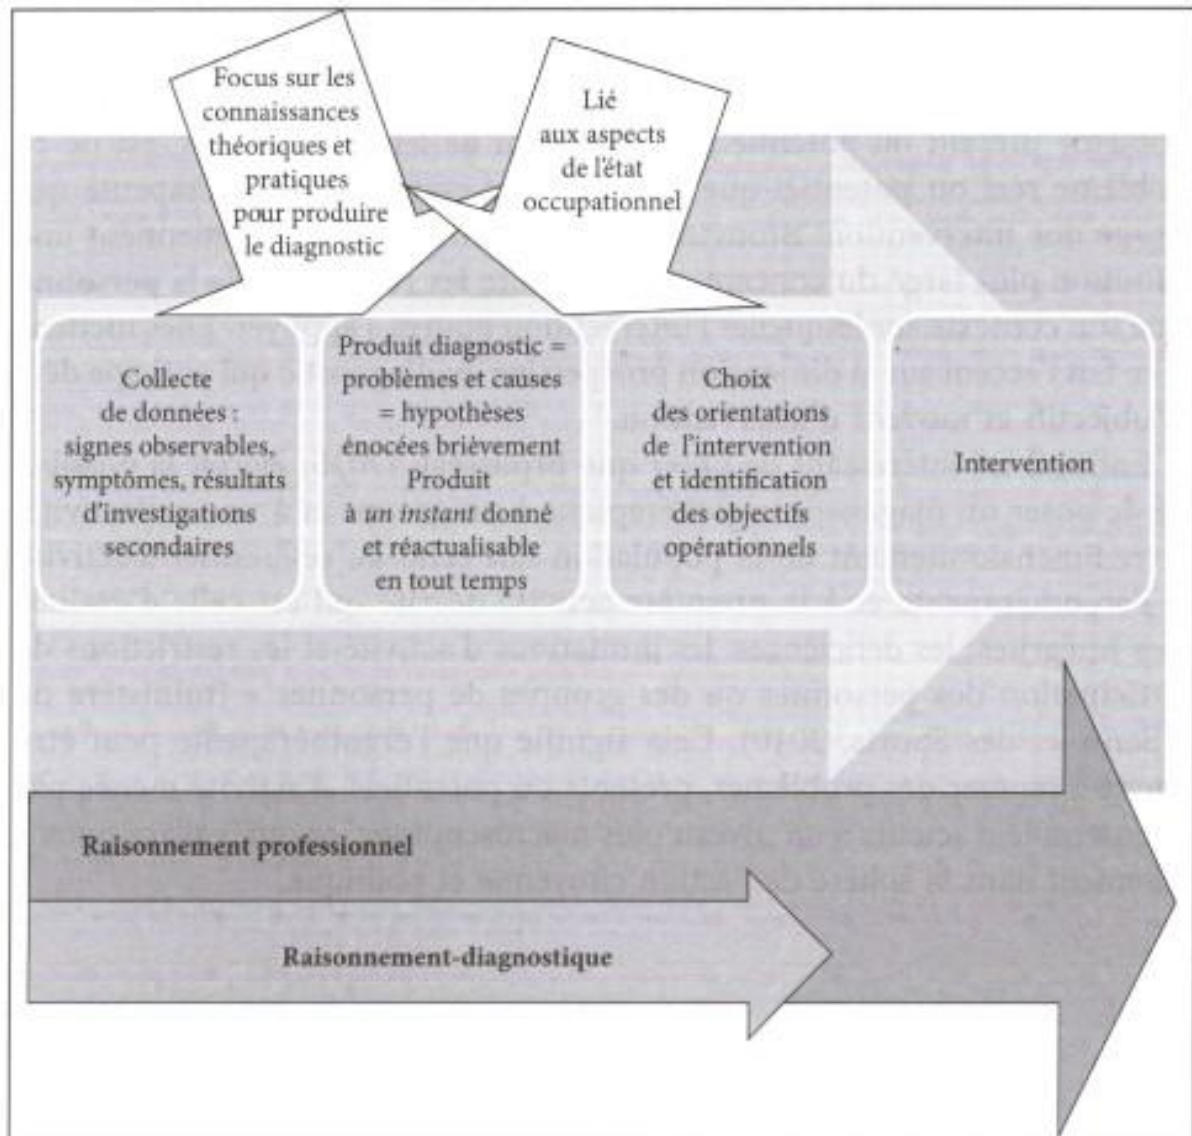 Focus sur les
connaissances
théoriques et
pratiques
pour produire
le diagnostic
Lié
aux aspects
de l'état
occupationnel
Collecte
de données :
signes observables,
symptômes, résultats
d'investigations
secondaires
Produit diagnostic =
problèmes et causes
= hypothèses
énocées brièvement
Produit
à un instant donné
et réactualisable
en tout temps
Choix
des orientations
de l'intervention
et identification
des objectifs
opérationnels
Intervention
Raisonnement professionnel
Raisonnement-diagnostique